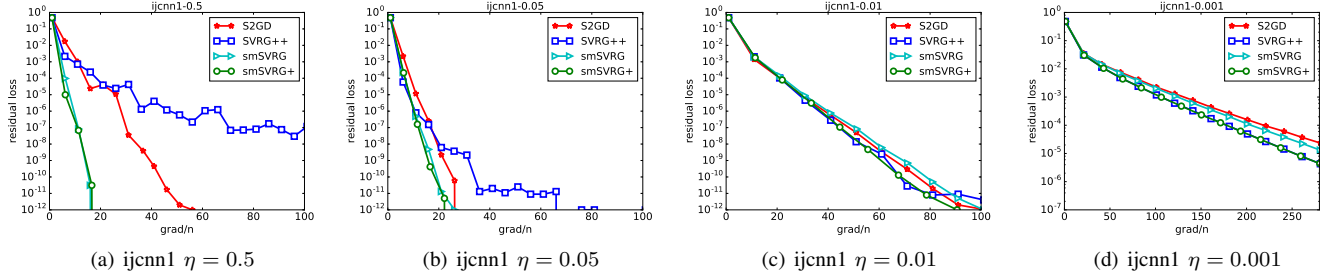 ijcnn1-0.5
residual loss
10^0
10^-1
10^-2
10^-3
10^-4
10^-5
10^-6
10^-7
10^-8
10^-9
10^-10
10^-11
10^-12
S2GD
SVRG++
smSVRG
smSVRG+
0 20 40 60 80 100
grad/n
(a) ijcnn1 η = 0.5
ijcnn1-0.05
residual loss
10^0
10^-1
10^-2
10^-3
10^-4
10^-5
10^-6
10^-7
10^-8
10^-9
10^-10
10^-11
10^-12
S2GD
SVRG++
smSVRG
smSVRG+
0 20 40 60 80 100
grad/n
(b) ijcnn1 η = 0.05
ijcnn1-0.01
residual loss
10^0
10^-1
10^-2
10^-3
10^-4
10^-5
10^-6
10^-7
10^-8
10^-9
10^-10
10^-11
10^-12
S2GD
SVRG++
smSVRG
smSVRG+
0 20 40 60 80 100
grad/n
(c) ijcnn1 η = 0.01
ijcnn1-0.001
residual loss
10^0
10^-1
10^-2
10^-3
10^-4
10^-5
10^-6
10^-7
S2GD
SVRG++
smSVRG
smSVRG+
0 50 100 150 200 250
grad/n
(d) ijcnn1 η = 0.001